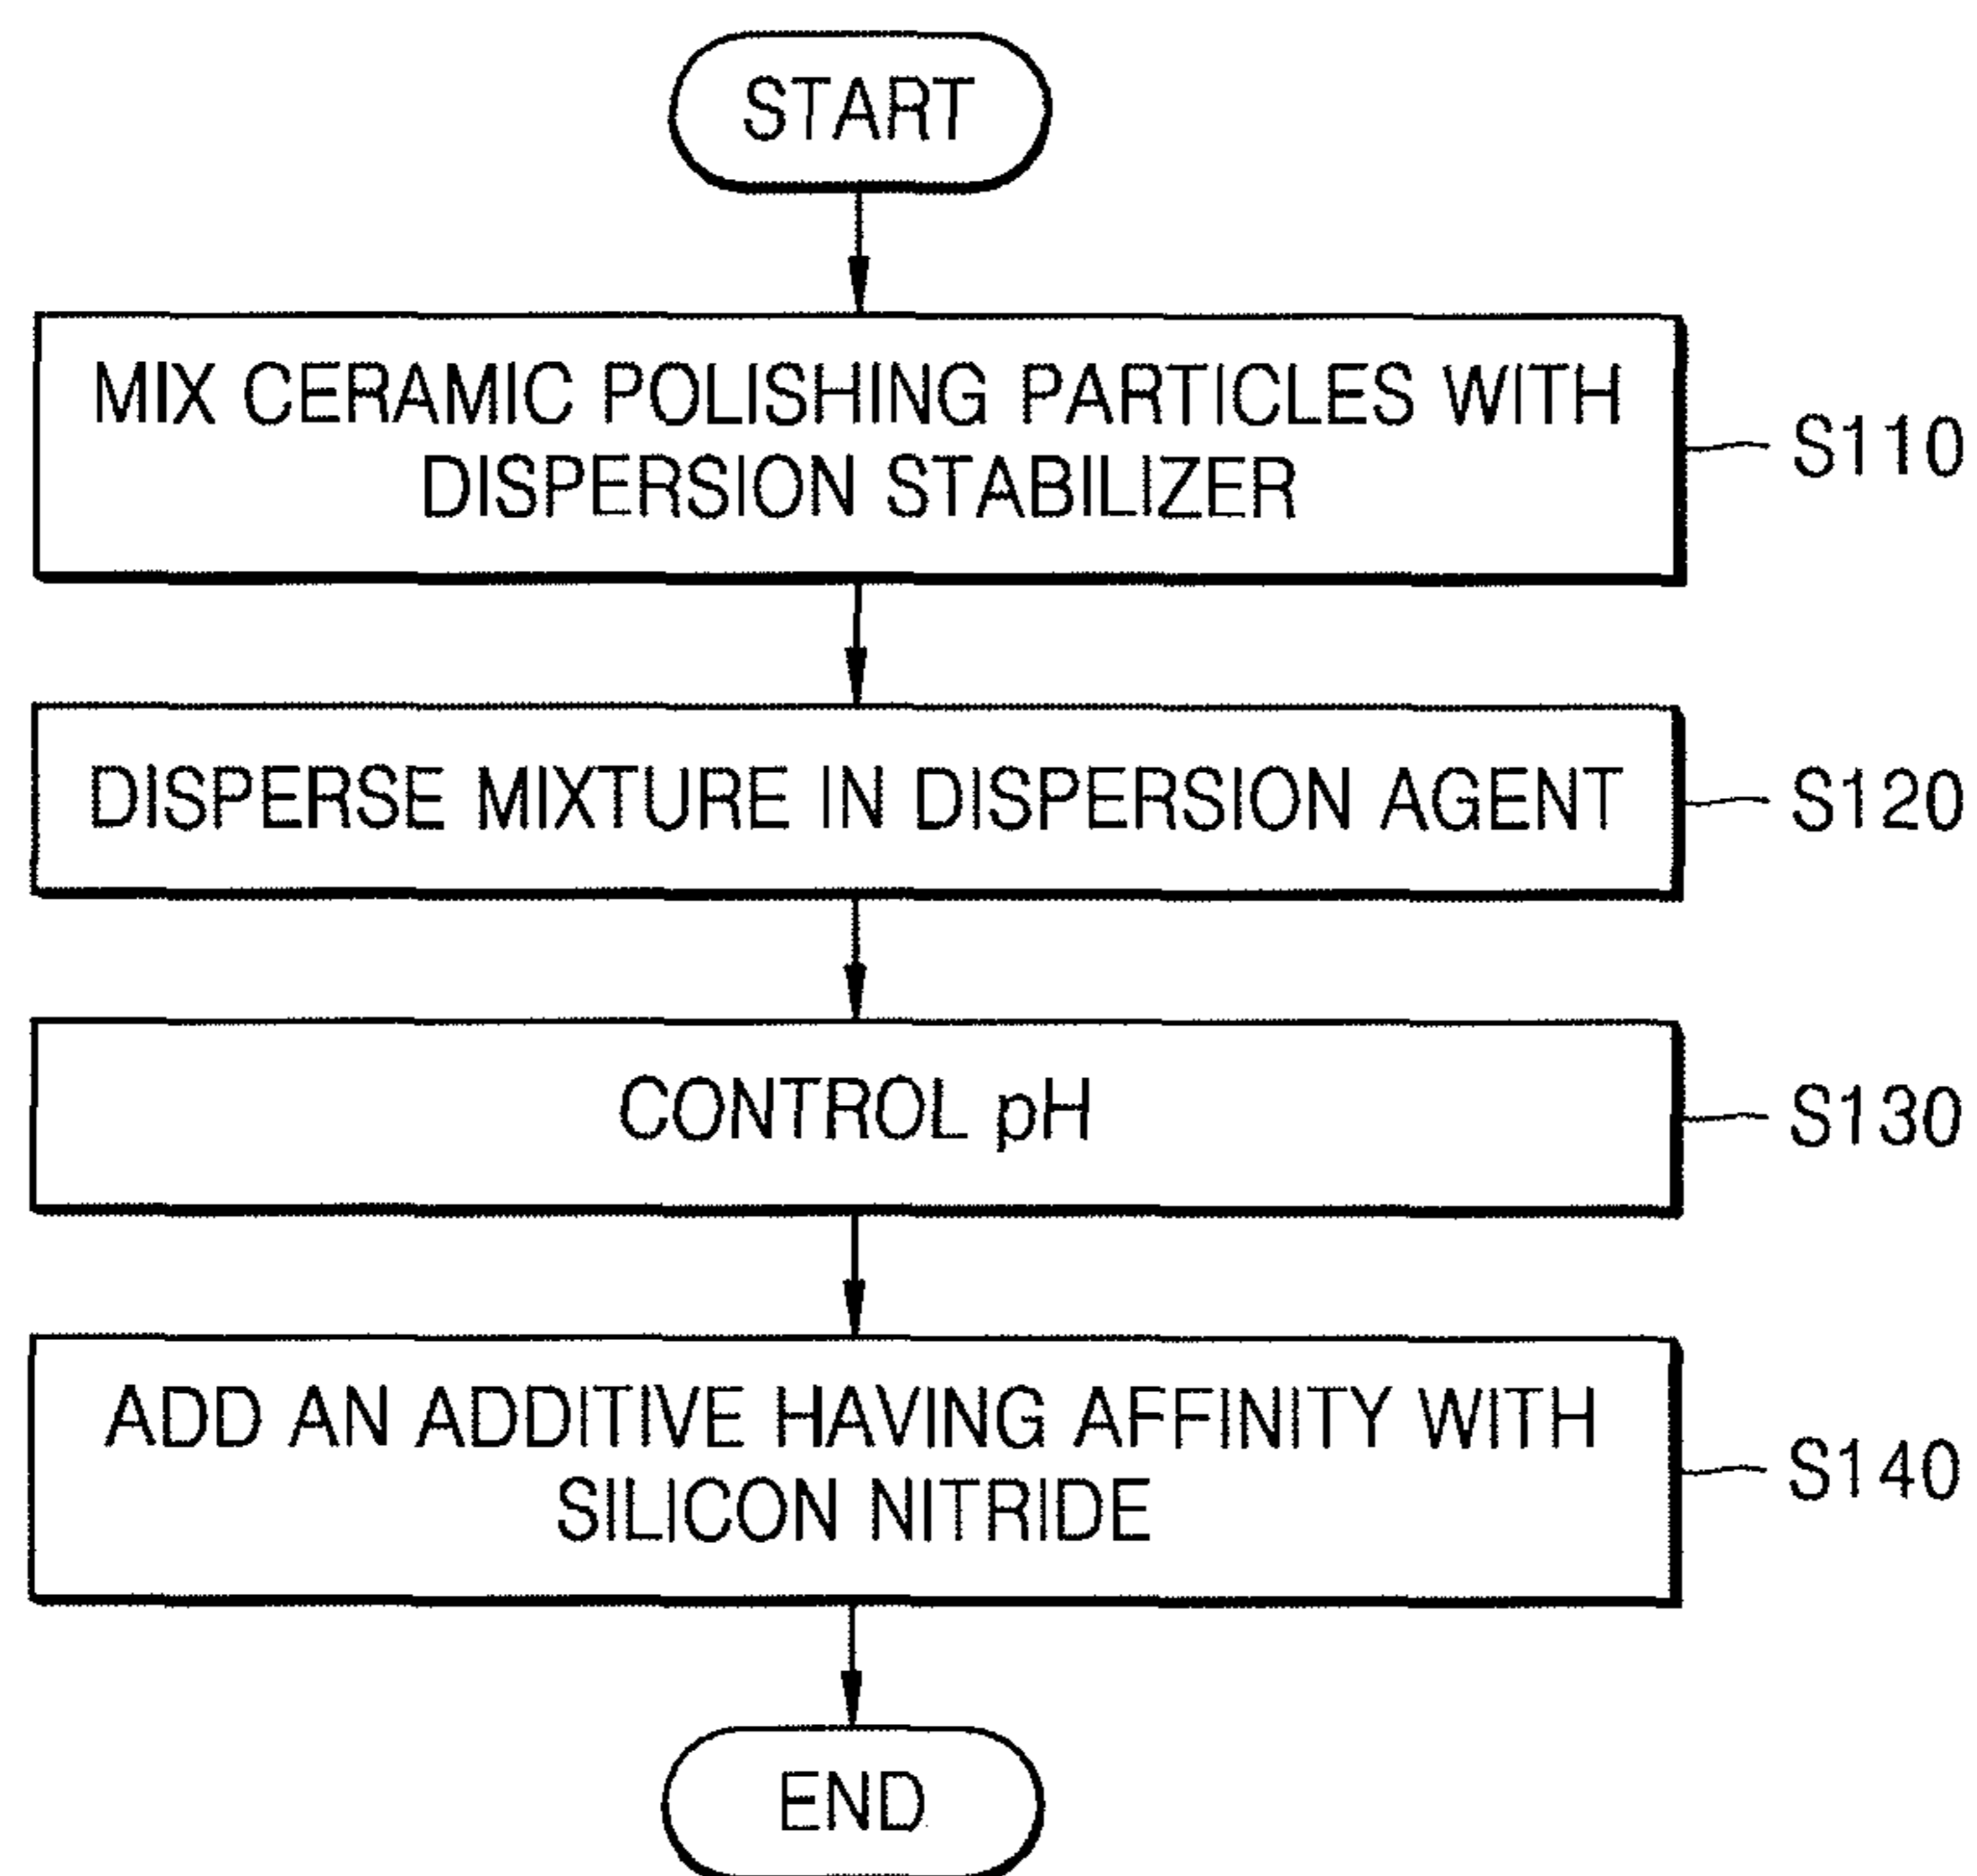 START
MIX CERAMIC POLISHING PARTICLES WITH
DISPERSION STABILIZER
S110
DISPERSE MIXTURE IN DISPERSION AGENT
S120
CONTROL pH
S130
ADD AN ADDITIVE HAVING AFFINITY WITH
SILICON NITRIDE
S140
END